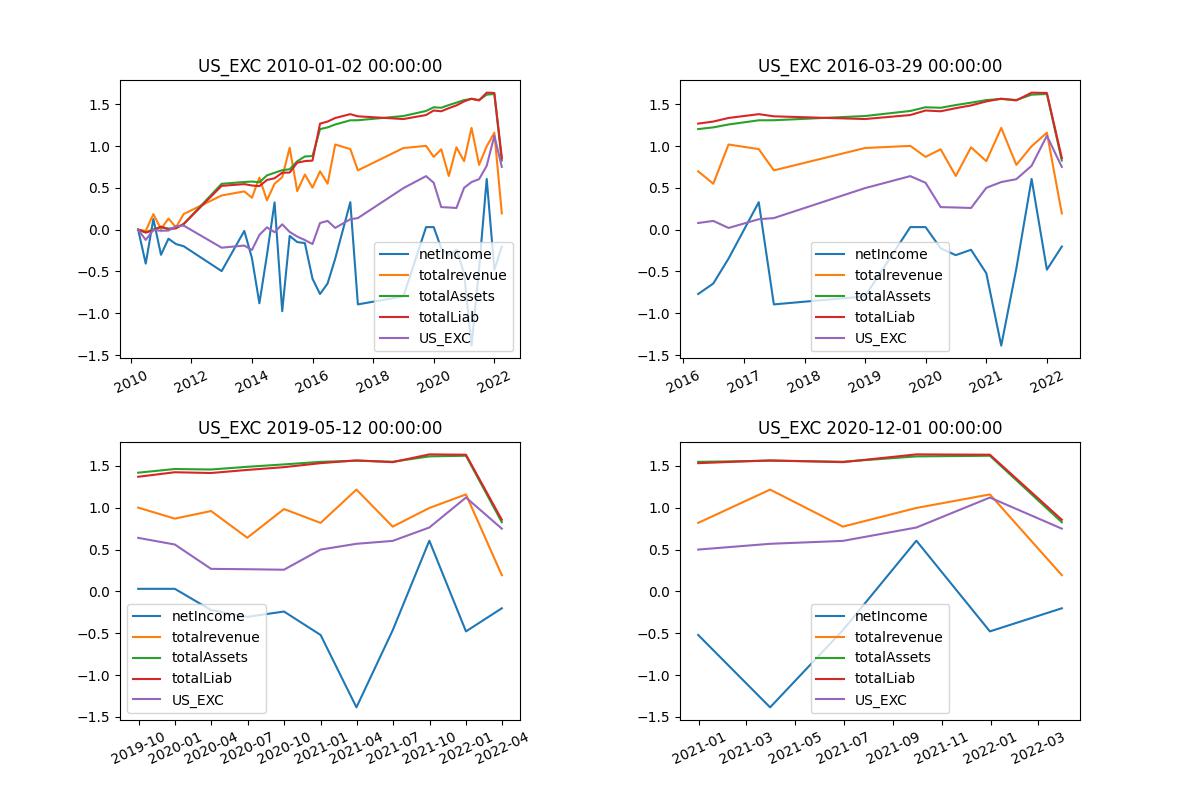 US_EXC 2010-01-02 00:00:00
1.5
1.0
0.5
0.0
−0.5
−1.0
−1.5
netIncome
totalrevenue
totalAssets
totalLiab
US_EXC
2010 2012 2014 2016 2018 2020 2022
US_EXC 2016-03-29 00:00:00
1.5
1.0
0.5
0.0
−0.5
−1.0
−1.5
netIncome
totalrevenue
totalAssets
totalLiab
US_EXC
2016 2017 2018 2019 2020 2021 2022
US_EXC 2019-05-12 00:00:00
1.5
1.0
0.5
0.0
−0.5
−1.0
−1.5
netIncome
totalrevenue
totalAssets
totalLiab
US_EXC
2019-10 2020-01 2020-04 2020-07 2020-10 2021-01 2021-04 2021-07 2021-10 2022-01 2022-04
US_EXC 2020-12-01 00:00:00
1.5
1.0
0.5
0.0
−0.5
−1.0
−1.5
netIncome
totalrevenue
totalAssets
totalLiab
US_EXC
2021-01 2021-03 2021-05 2021-07 2021-09 2021-11 2022-01 2022-03